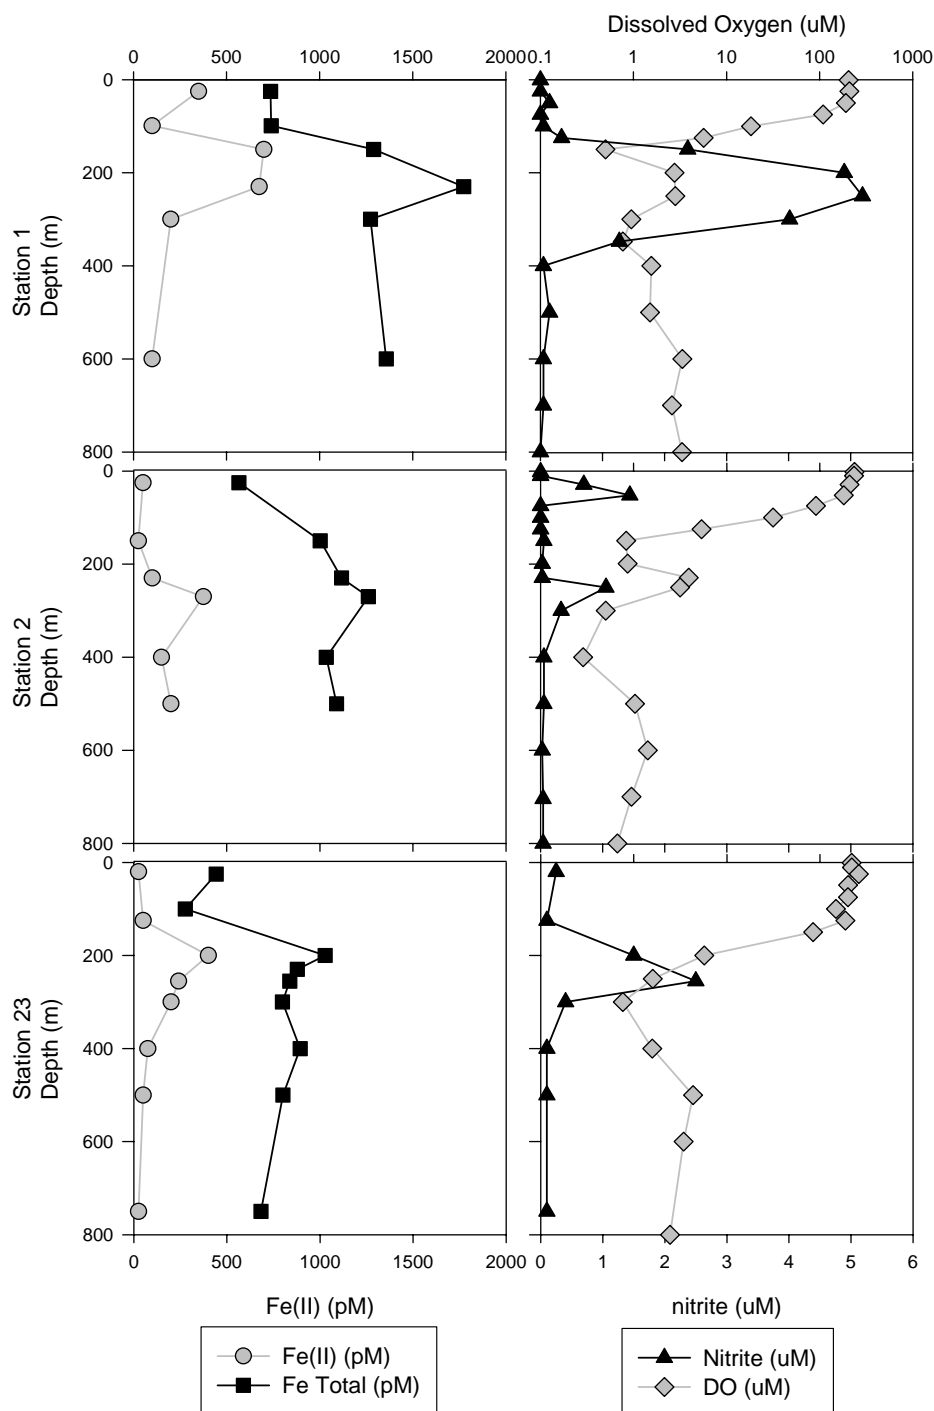 Dissolved Oxygen (uM)
0 500 1000 1500 2000
0.1 1 10 100 1000
0
200
400
600
800
Station 1
Depth (m)
0
200
400
600
800
Station 2
Depth (m)
0
200
400
600
800
Station 23
Depth (m)
0 500 1000 1500 2000
0 1 2 3 4 5 6
Fe(II) (pM)
nitrite (uM)
Fe(II) (pM)
Fe Total (pM)
Nitrite (uM)
DO (uM)